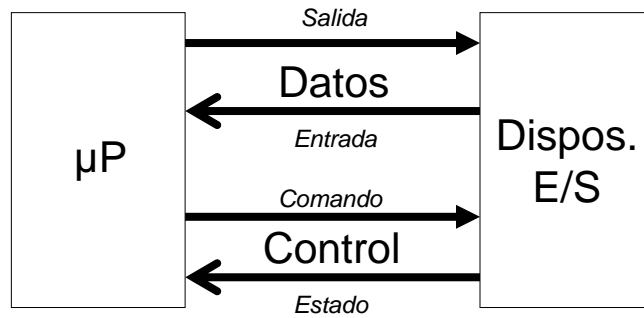 Salida
Datos
Entrada
µP
Dispos.
E/S
Comando
Control
Estado